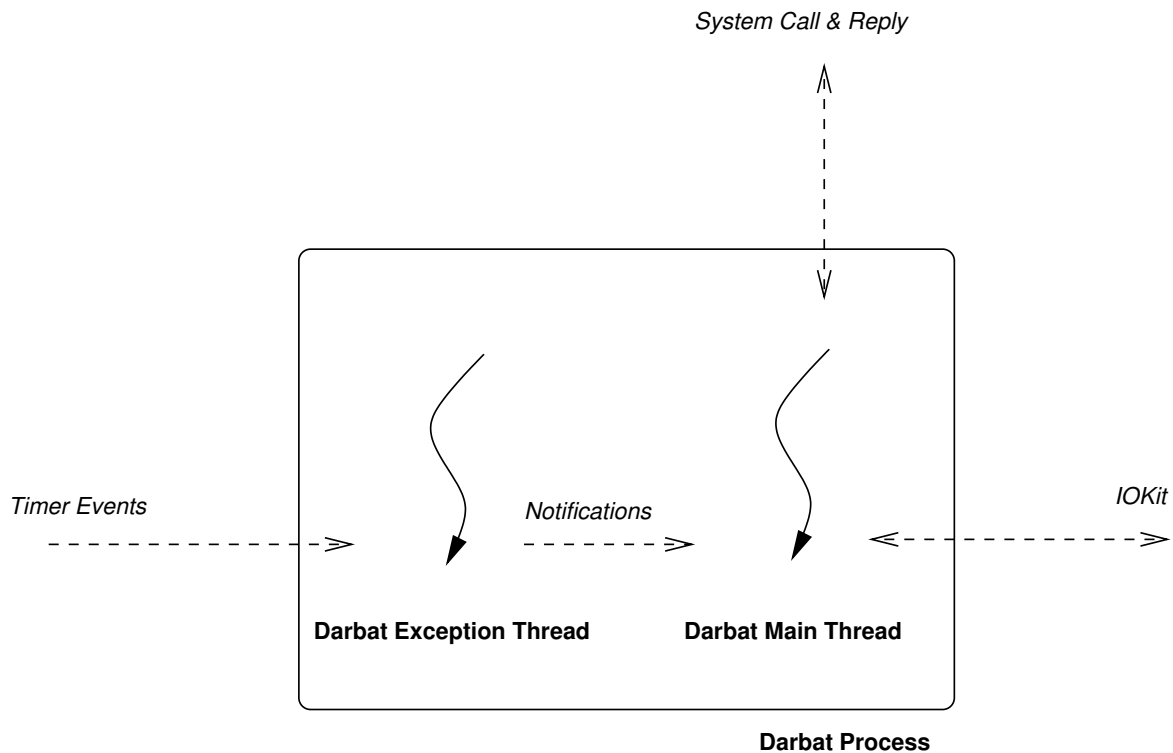 System Call & Reply
Timer Events
Notifications
IOKit
Darbat Exception Thread
Darbat Main Thread
Darbat Process